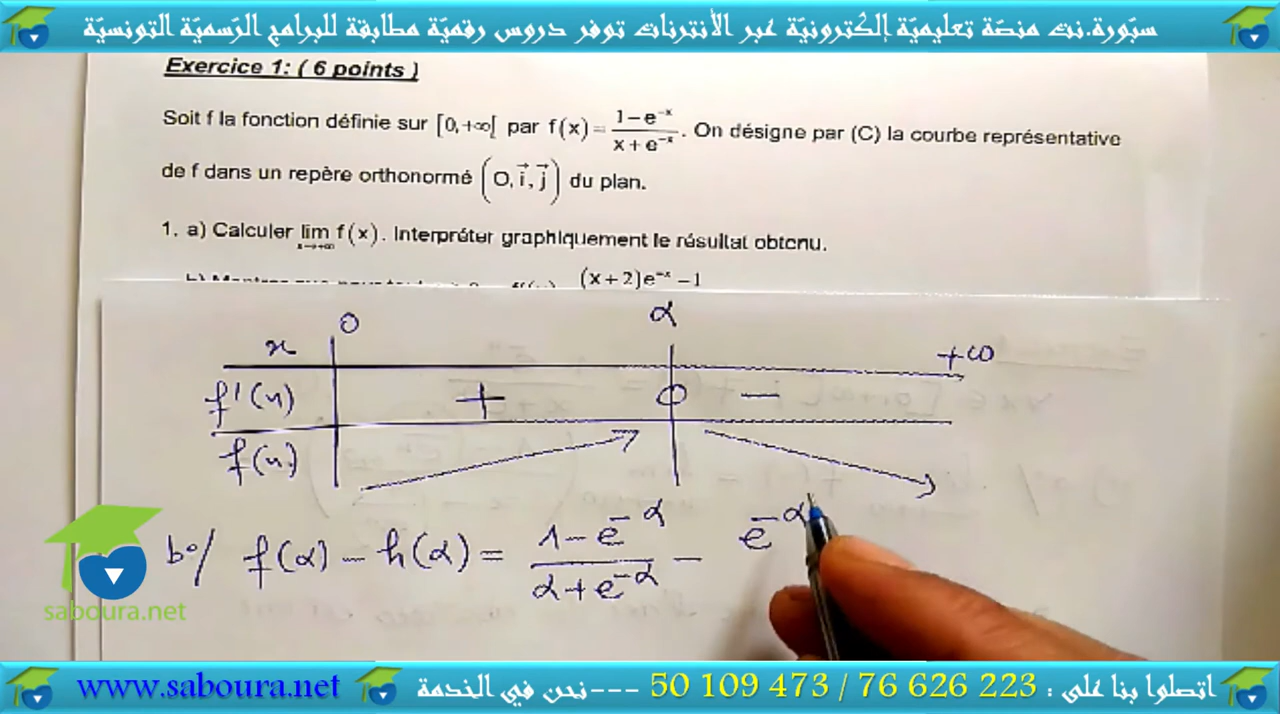 سبّورة.نت منصّة تعليميّة إلكترونيّة عبر الأنترنات توفر دروس رقميّة مطابقة للبرامج الرّسميّة التونسيّة
Exercice 1: ( 6 points )
Soit f la fonction définie sur [0,+∞[ par f(x)= (1−e^-x)/(x+e^-x). On désigne par (C) la courbe représentative
de f dans un repère orthonormé (O, i, j) du plan.
1. a) Calculer lim x→+∞ f(x). Interpréter graphiquement le résultat obtenu.
(x+2)e^-x −1
x 0 α +∞
f'(x) + 0 −
f(x)
b°/ f(α) − h(α) = (1−e^-α)/(α+e^-α) − e^-α
saboura.net
www.saboura.net اتصلوا بنا على : 50 109 473 / 76 626 223 ---نحن في الخدمة